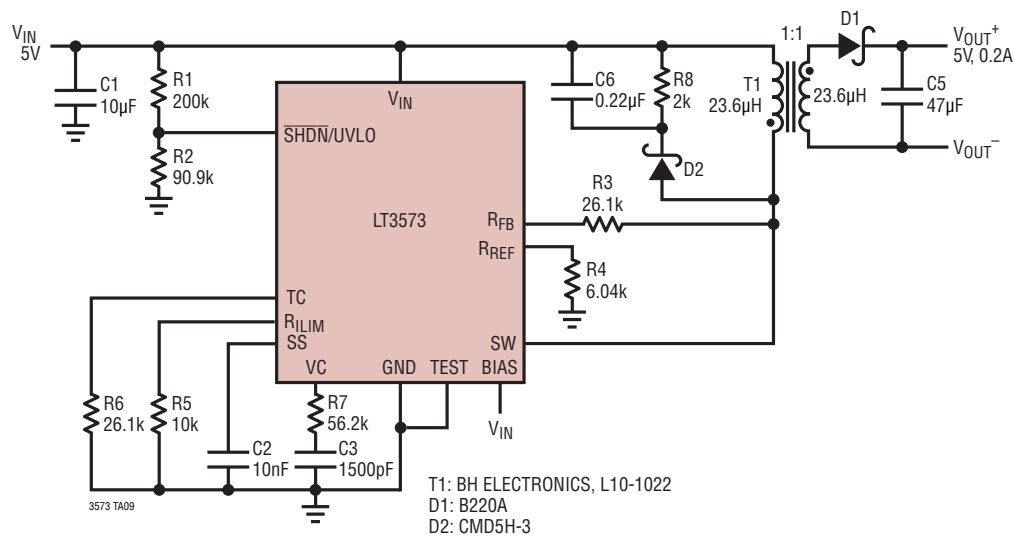 VIN
5V
C1
10µF
R1
200k
R2
90.9k
VIN
SHDN/UVLO
LT3573
RFB
RREF
TC
RILIM
SS
VC
GND
TEST
BIAS
SW
VIN
C6
0.22µF
R8
2k
D2
R3
26.1k
R4
6.04k
T1
23.6µH
1:1
23.6µH
D1
C5
47µF
VOUT+
5V, 0.2A
VOUT–
R6
26.1k
R5
10k
C2
10nF
R7
56.2k
C3
1500pF
3573 TA09
T1: BH ELECTRONICS, L10-1022
D1: B220A
D2: CMD5H-3